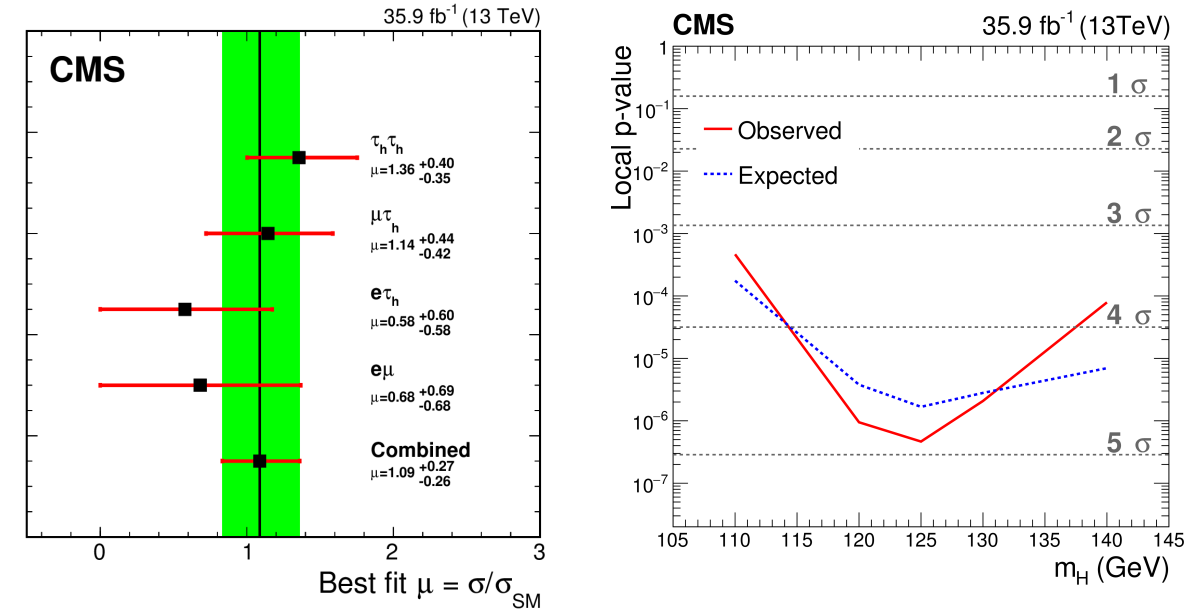 35.9 fb⁻¹ (13 TeV)
CMS
τₕτₕ
μ=1.36 +0.40 -0.35
μτₕ
μ=1.14 +0.44 -0.42
eτₕ
μ=0.58 +0.60 -0.58
eμ
μ=0.68 +0.69 -0.68
Combined
μ=1.09 +0.27 -0.26
0 1 2 3
Best fit μ = σ/σ_SM
CMS 35.9 fb⁻¹ (13TeV)
Local p-value
1
10⁻¹
10⁻²
10⁻³
10⁻⁴
10⁻⁵
10⁻⁶
10⁻⁷
1 σ
2 σ
3 σ
4 σ
5 σ
Observed
Expected
105 110 115 120 125 130 135 140 145
m_H (GeV)